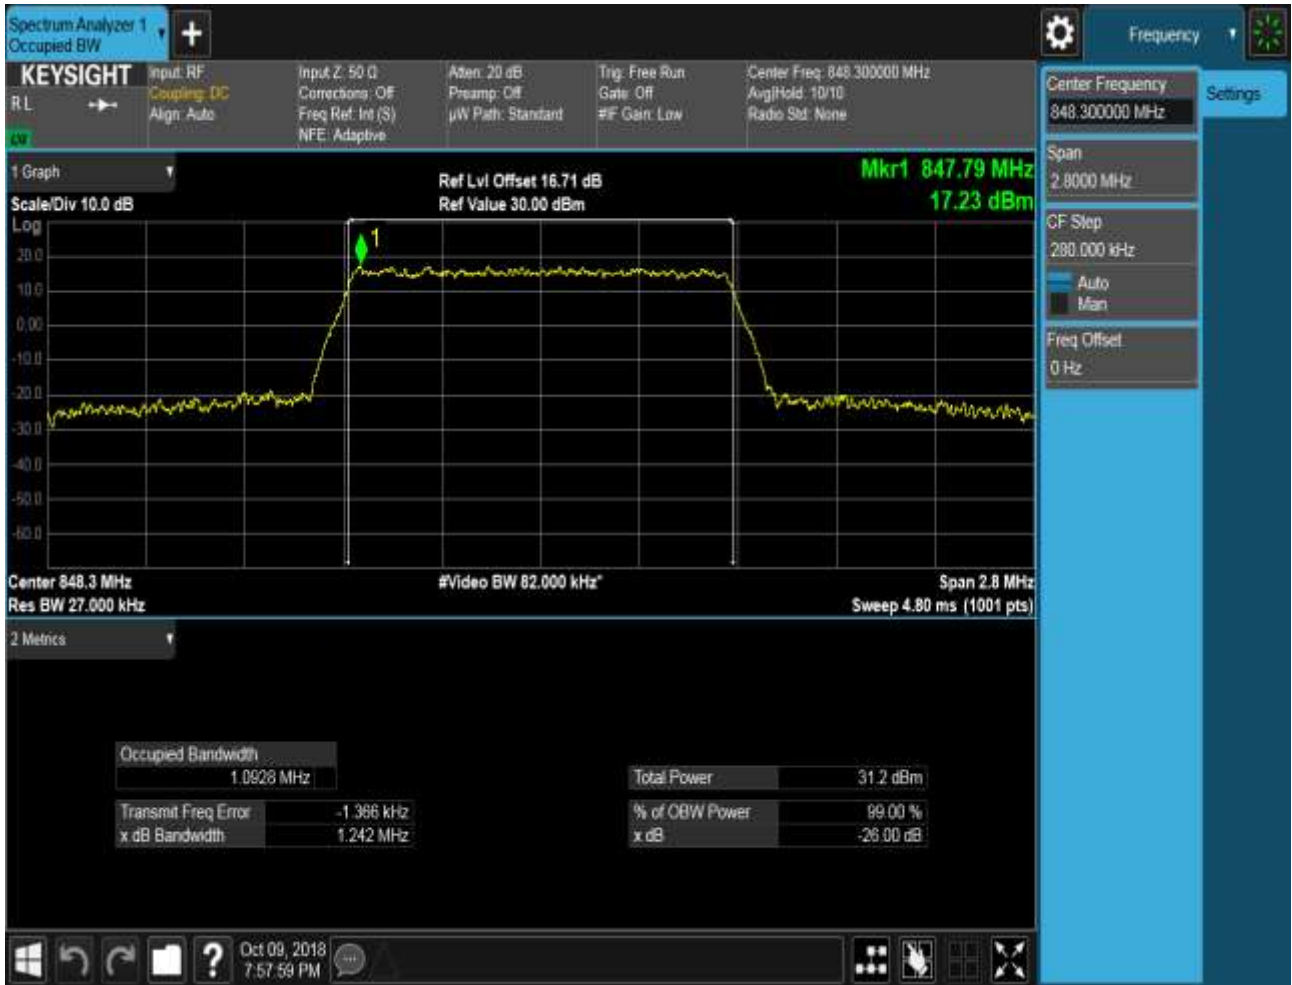 Spectrum Analyzer 1
Occupied BW
Frequency
KEYSIGHT
R L
Input: RF
Coupling: DC
Align: Auto
Input Z: 50 Ω
Corrections: Off
Freq Ref: Int (S)
NFE: Adaptive
Atten: 20 dB
Preamp: Off
µW Path: Standard
Trig: Free Run
Gate: Off
#IF Gain: Low
Center Freq: 848.300000 MHz
Avg|Hold: 10/10
Radio Std: None
Center Frequency
848.300000 MHz
Settings
Span
2.8000 MHz
CF Step
280.000 kHz
Auto
Man
Freq Offset
0 Hz
1 Graph
Scale/Div 10.0 dB
Ref Lvl Offset 16.71 dB
Ref Value 30.00 dBm
Mkr1 847.79 MHz
17.23 dBm
Log
1
20.0
10.0
0.00
-10.0
-20.0
-30.0
-40.0
-50.0
-60.0
Center 848.3 MHz
#Video BW 82.000 kHz*
Span 2.8 MHz
Res BW 27.000 kHz
Sweep 4.80 ms (1001 pts)
2 Metrics
Occupied Bandwidth
1.0928 MHz
Total Power 31.2 dBm
Transmit Freq Error -1.366 kHz
% of OBW Power 99.00 %
x dB Bandwidth 1.242 MHz
x dB -26.00 dB
?
Oct 09, 2018
7:57:59 PM